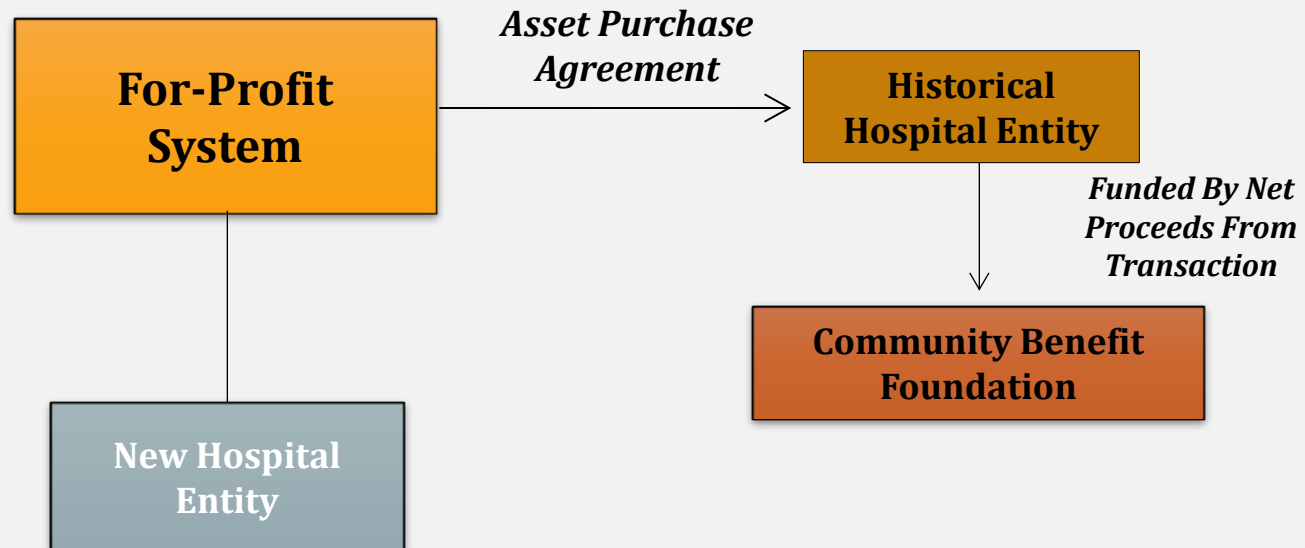 Asset Purchase
Agreement
For-Profit
System
Historical
Hospital Entity
Funded By Net
Proceeds From
Transaction
Community Benefit
Foundation
New Hospital
Entity